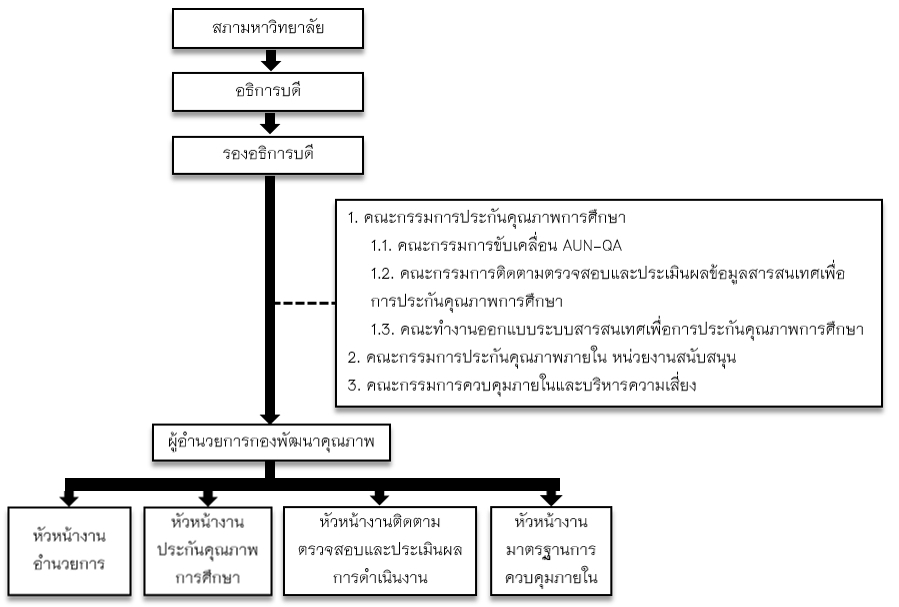 สภามหาวิทยาลัย
อธิการบดี
รองอธิการบดี
1. คณะกรรมการประกันคุณภาพการศึกษา
1.1. คณะกรรมการขับเคลื่อน AUN-QA
1.2. คณะกรรมการติดตามตรวจสอบและประเมินผลข้อมูลสารสนเทศเพื่อ
การประกันคุณภาพการศึกษา
1.3. คณะทำงานออกแบบระบบสารสนเทศเพื่อการประกันคุณภาพการศึกษา
2. คณะกรรมการประกันคุณภาพภายใน หน่วยงานสนับสนุน
3. คณะกรรมการควบคุมภายในและบริหารความเสี่ยง
ผู้อำนวยการกองพัฒนาคุณภาพ
หัวหน้างาน
อำนวยการ
หัวหน้างาน
ประกันคุณภาพ
การศึกษา
หัวหน้างานติดตาม
ตรวจสอบและประเมินผล
การดำเนินงาน
หัวหน้างาน
มาตรฐานการ
ควบคุมภายใน